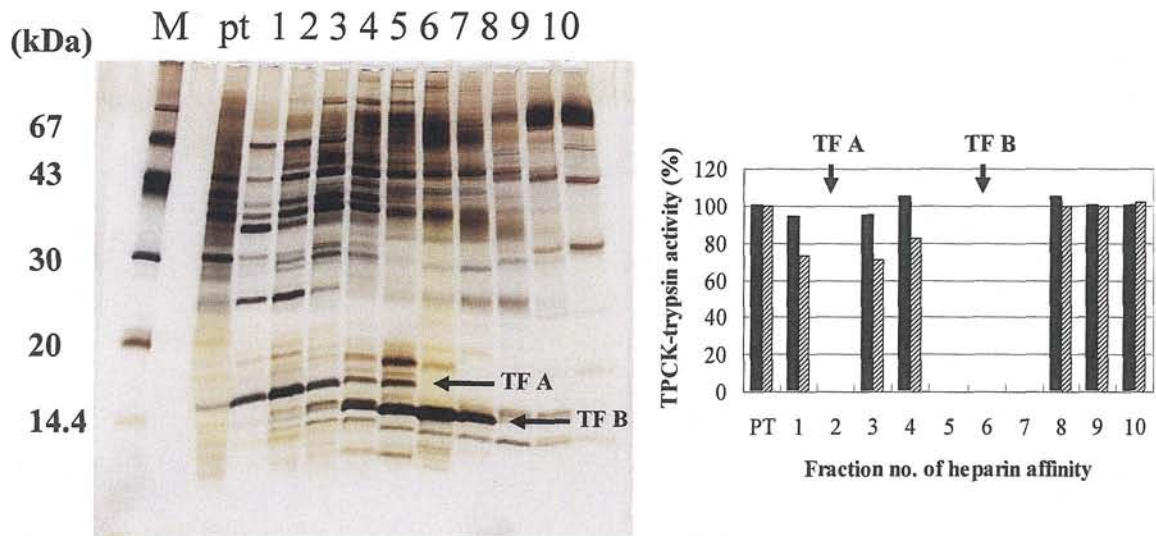 M pt 1 2 3 4 5 6 7 8 9 10
(kDa)
67
43
30
20
14.4
TF A
TF B
TF A TF B
TPCK-trypsin activity (%)
120
100
80
60
40
20
0
PT 1 2 3 4 5 6 7 8 9 10
Fraction no. of heparin affinity